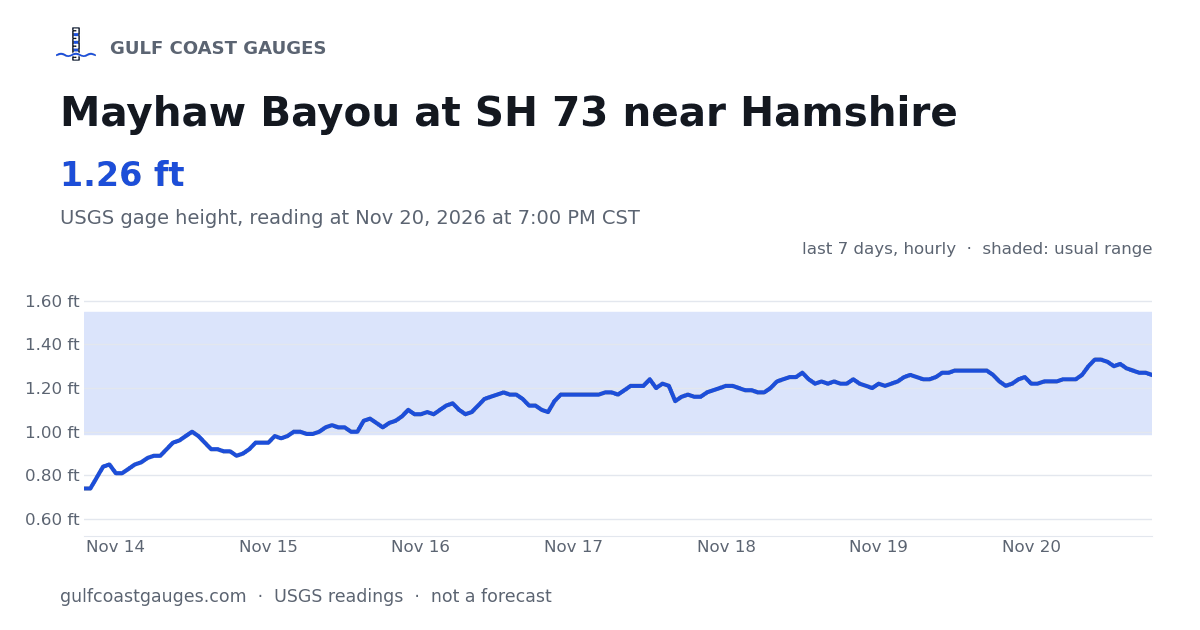 GULF COAST GAUGES
Mayhaw Bayou at SH 73 near Hamshire
1.26 ft
USGS gage height, reading at Nov 20, 2026 at 7:00 PM CST
last 7 days, hourly · shaded: usual range
1.60 ft
1.40 ft
1.20 ft
1.00 ft
0.80 ft
0.60 ft
Nov 14 Nov 15 Nov 16 Nov 17 Nov 18 Nov 19 Nov 20
gulfcoastgauges.com · USGS readings · not a forecast